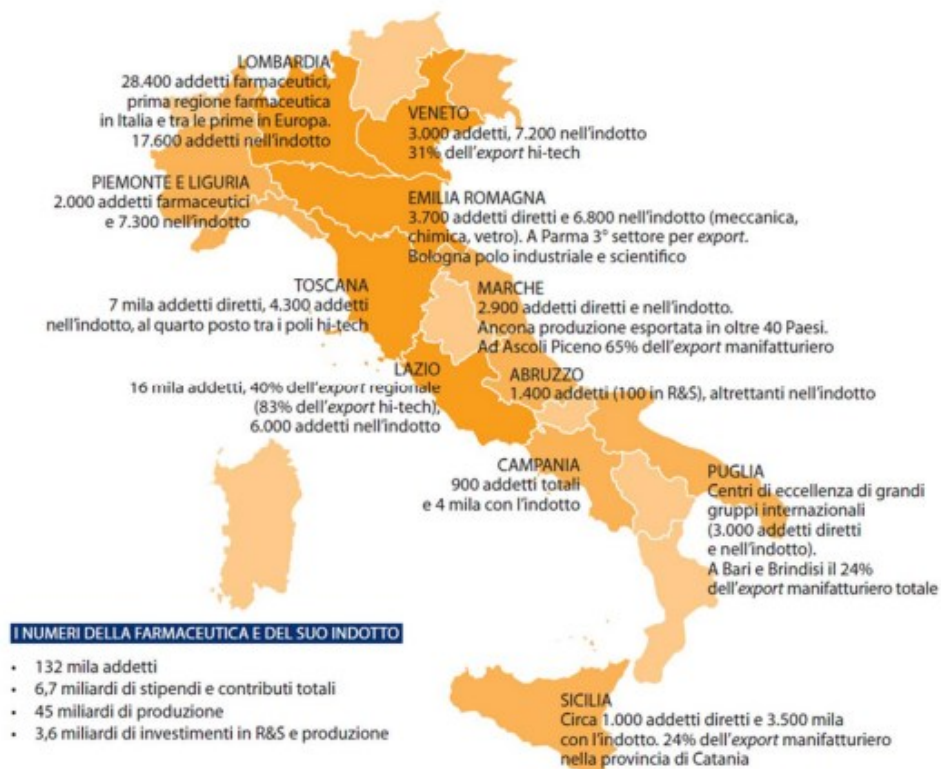 LOMBARDIA
28.400 addetti farmaceutici,
prima regione farmaceutica
in Italia e tra le prime in Europa.
17.600 addetti nell'indotto
VENETO
3.000 addetti, 7.200 nell'indotto
31% dell'export hi-tech
PIEMONTE E LIGURIA
2.000 addetti farmaceutici
e 7.300 nell'indotto
EMILIA ROMAGNA
3.700 addetti diretti e 6.800 nell'indotto (meccanica,
chimica, vetro). A Parma 3° settore per export.
Bologna polo industriale e scientifico
TOSCANA
7 mila addetti diretti, 4.300 addetti
nell'indotto, al quarto posto tra i poli hi-tech
MARCHE
2.900 addetti diretti e nell'indotto.
Ancona produzione esportata in oltre 40 Paesi.
Ad Ascoli Piceno 65% dell'export manifatturiero
LAZIO
16 mila addetti, 40% dell'export regionale
(83% dell'export hi-tech),
6.000 addetti nell'indotto
ABRUZZO
1.400 addetti (100 in R&S), altrettanti nell'indotto
CAMPANIA
900 addetti totali
e 4 mila con l'indotto
PUGLIA
Centri di eccellenza di grandi
gruppi internazionali
(3.000 addetti diretti
e nell'indotto).
A Bari e Brindisi il 24%
dell'export manifatturiero totale
I NUMERI DELLA FARMACEUTICA E DEL SUO INDOTTO
• 132 mila addetti
• 6,7 miliardi di stipendi e contributi totali
• 45 miliardi di produzione
• 3,6 miliardi di investimenti in R&S e produzione
SICILIA
Circa 1.000 addetti diretti e 3.500 mila
con l'indotto. 24% dell'export manifatturiero
nella provincia di Catania